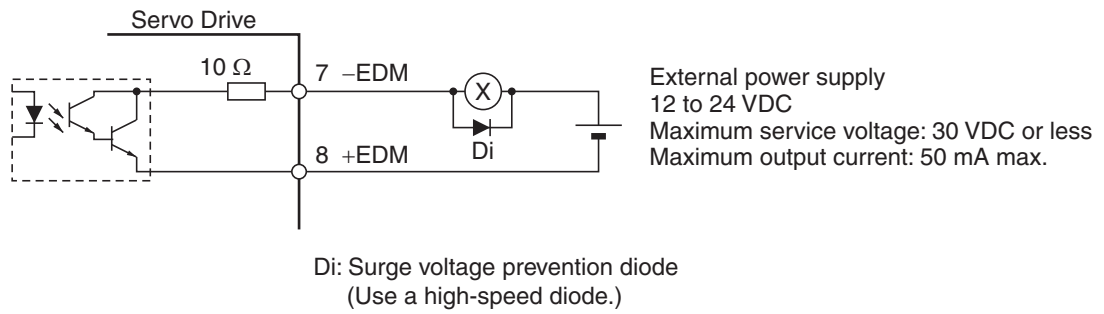 Servo Drive
10 Ω
7 –EDM
X
Di
8 +EDM
External power supply
12 to 24 VDC
Maximum service voltage: 30 VDC or less
Maximum output current: 50 mA max.
Di: Surge voltage prevention diode
(Use a high-speed diode.)